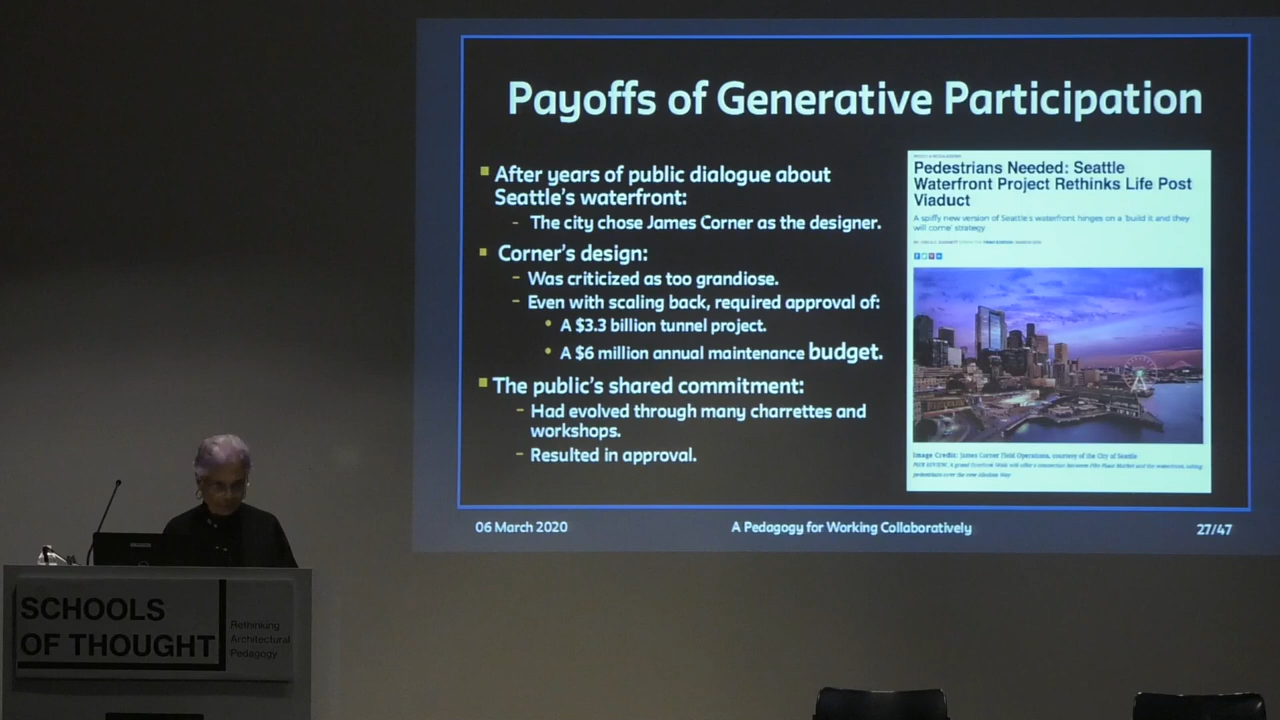 Payoffs of Generative Participation
▪ After years of public dialogue about
Seattle's waterfront:
- The city chose James Corner as the designer.
▪ Corner's design:
- Was criticized as too grandiose.
- Even with scaling back, required approval of:
• A $3.3 billion tunnel project.
• A $6 million annual maintenance budget.
▪ The public's shared commitment:
- Had evolved through many charrettes and
workshops.
- Resulted in approval.
Pedestrians Needed: Seattle
Waterfront Project Rethinks Life Post
Viaduct
A spiffy new version of Seattle's waterfront hinges on a 'build it and they
will come' strategy
Image Credit: James Corner Field Operations, courtesy of the City of Seattle
06 March 2020
A Pedagogy for Working Collaboratively
27/47
SCHOOLS
OF THOUGHT
Rethinking
Architectural
Pedagogy